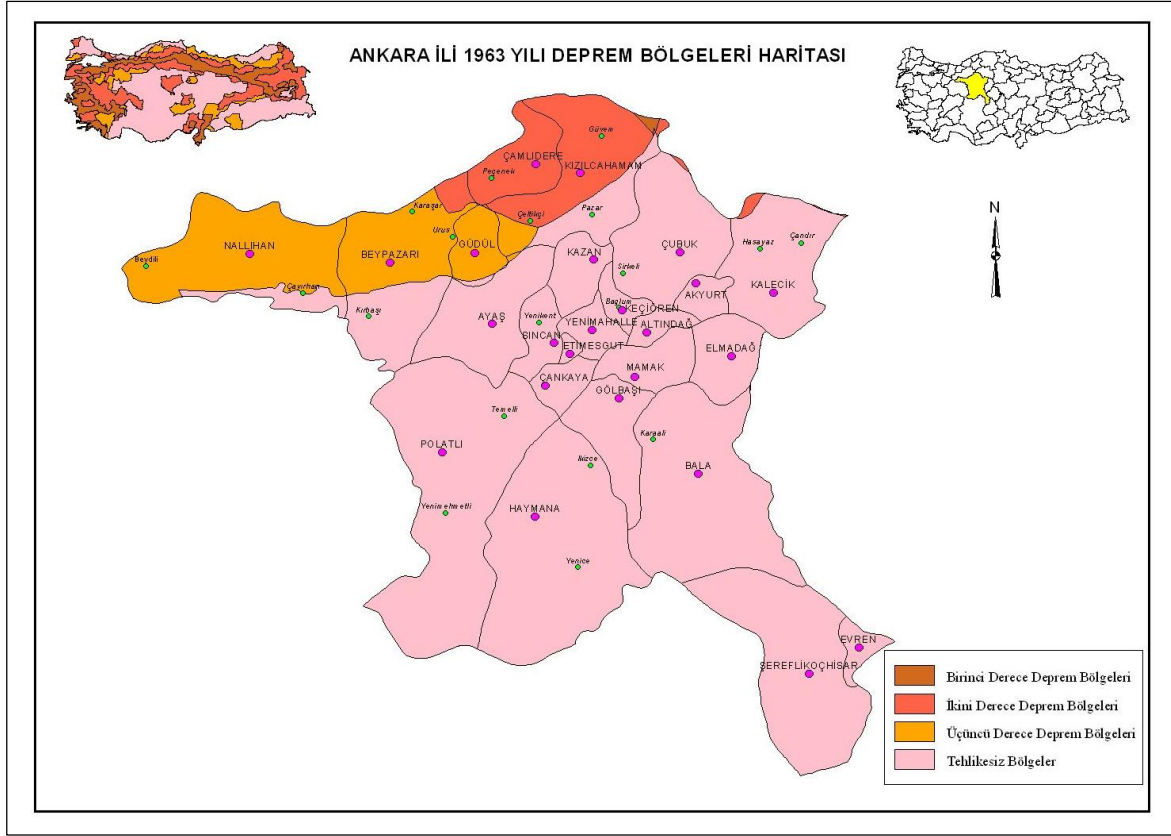 ANKARA İLİ 1963 YILI DEPREM BÖLGELERİ HARİTASI
Güvem
ÇAMLIDERE
KIZILCAHAMAM
Peçenek
Karaşar
Çeltikçi
Pazar
Urus
GÜDÜL
NALLIHAN
BEYPAZARI
Beydili
Çayırhan
Kırbaşı
KAZAN
Sirkeli
ÇUBUK
Hasayaz
Çandır
AKYURT
KALECİK
Bağlum
KEÇİÖREN
AYAŞ
Yenikent
YENİMAHALLE
ALTINDAĞ
SİNCAN
ETİMESGUT
ELMADAĞ
MAMAK
ÇANKAYA
GÖLBAŞI
Temelli
Karaali
POLATLI
İkizce
BALA
Yenimehmetli
HAYMANA
Yenice
EVREN
ŞEREFLİKOÇHİSAR
N
Birinci Derece Deprem Bölgeleri
İkini Derece Deprem Bölgeleri
Üçüncü Derece Deprem Bölgeleri
Tehlikesiz Bölgeler